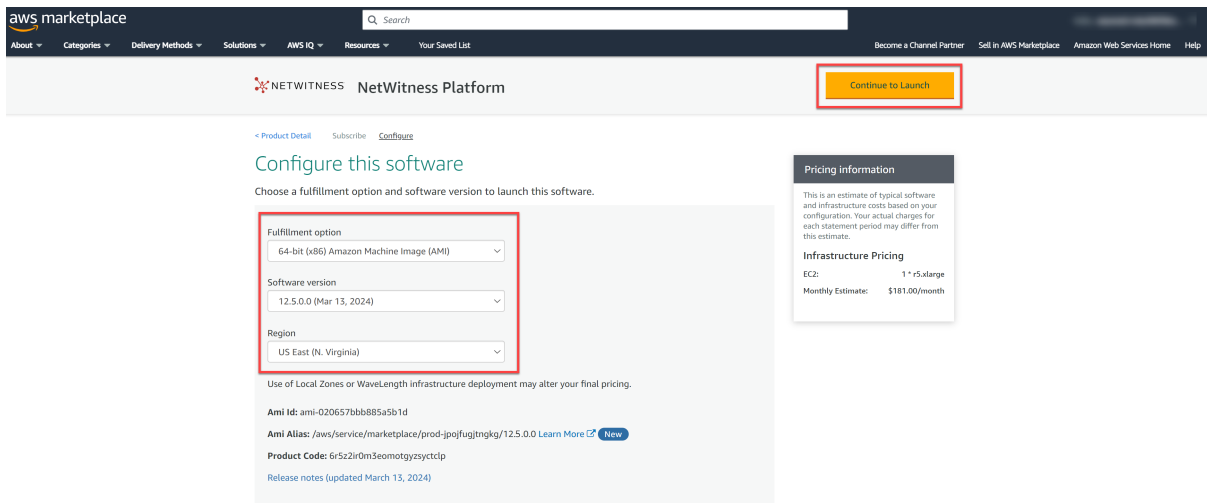 aws marketplace
Search
About
Categories
Delivery Methods
Solutions
AWS IQ
Resources
Your Saved List
Become a Channel Partner
Sell in AWS Marketplace
Amazon Web Services Home
Help
NETWITNESS
NetWitness Platform
Continue to Launch
< Product Detail
Subscribe
Configure
Configure this software
Choose a fulfillment option and software version to launch this software.
Fulfillment option
64-bit (x86) Amazon Machine Image (AMI)
Software version
12.5.0.0 (Mar 13, 2024)
Region
US East (N. Virginia)
Use of Local Zones or WaveLength infrastructure deployment may alter your final pricing.
Ami Id: ami-020657bbb885a5b1d
Ami Alias: /aws/service/marketplace/prod-jpojfugjtngkg/12.5.0.0 Learn More New
Product Code: 6r5z2ir0m3eomotgyzsyctclp
Release notes (updated March 13, 2024)
Pricing information
This is an estimate of typical software
and infrastructure costs based on your
configuration. Your actual charges for
each statement period may differ from
this estimate.
Infrastructure Pricing
EC2: 1 * r5.xlarge
Monthly Estimate: $181.00/month